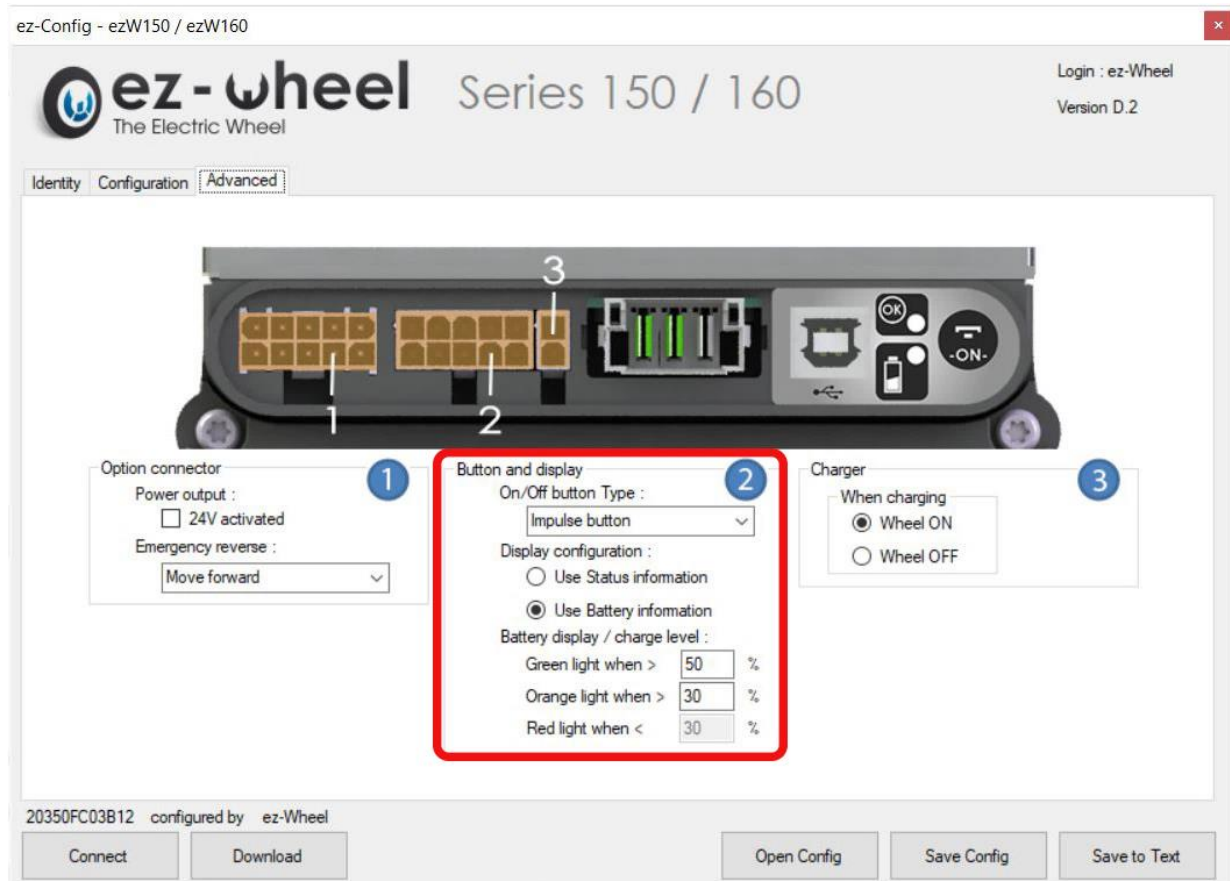 ez-Config - ezW150 / ezW160
×
ez-wheel
The Electric Wheel
Series 150 / 160
Login : ez-Wheel
Version D.2
Identity Configuration Advanced
3
OK
-ON-
1
2
Option connector
1
Power output :
24V activated
Emergency reverse :
Move forward
Button and display
2
On/Off button Type :
Impulse button
Display configuration :
Use Status information
Use Battery information
Battery display / charge level :
Green light when > 50 %
Orange light when > 30 %
Red light when < 30 %
Charger
3
When charging
Wheel ON
Wheel OFF
20350FC03B12 configured by ez-Wheel
Connect Download Open Config Save Config Save to Text